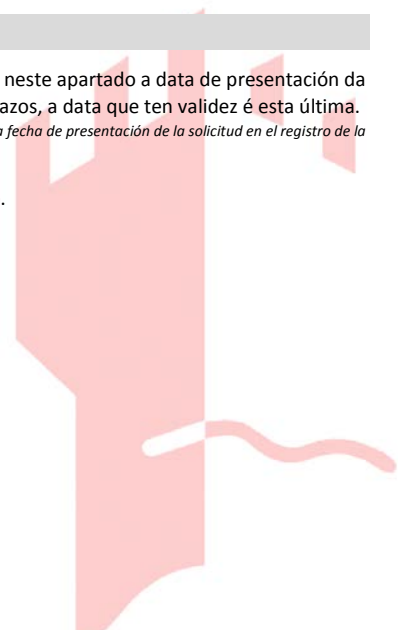 neste apartado a data de presentación da
azos, a data que ten validez é esta última.
fecha de presentación de la solicitud en el registro de la
.